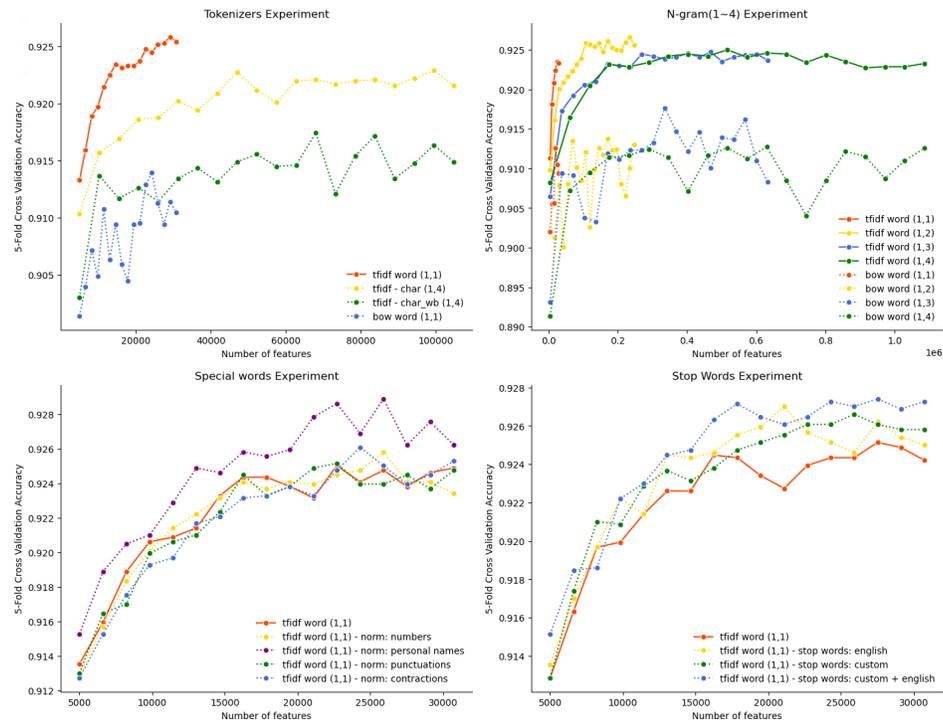 Tokenizers Experiment
5-Fold Cross Validation Accuracy
0.925
0.920
0.915
0.910
0.905
tfidf word (1,1)
tfidf - char (1,4)
tfidf - char_wb (1,4)
bow word (1,1)
20000 40000 60000 80000 100000
Number of features
N-gram(1~4) Experiment
5-Fold Cross Validation Accuracy
0.925
0.920
0.915
0.910
0.905
0.900
0.895
0.890
tfidf word (1,1)
tfidf word (1,2)
tfidf word (1,3)
tfidf word (1,4)
bow word (1,1)
bow word (1,2)
bow word (1,3)
bow word (1,4)
0.0 0.2 0.4 0.6 0.8 1.0
1e6
Number of features
Special words Experiment
5-Fold Cross Validation Accuracy
0.928
0.926
0.924
0.922
0.920
0.918
0.916
0.914
0.912
tfidf word (1,1)
tfidf word (1,1) - norm: numbers
tfidf word (1,1) - norm: personal names
tfidf word (1,1) - norm: punctuations
tfidf word (1,1) - norm: contractions
5000 10000 15000 20000 25000 30000
Number of features
Stop Words Experiment
5-Fold Cross Validation Accuracy
0.928
0.926
0.924
0.922
0.920
0.918
0.916
0.914
tfidf word (1,1)
tfidf word (1,1) - stop words: english
tfidf word (1,1) - stop words: custom
tfidf word (1,1) - stop words: custom + english
5000 10000 15000 20000 25000 30000
Number of features